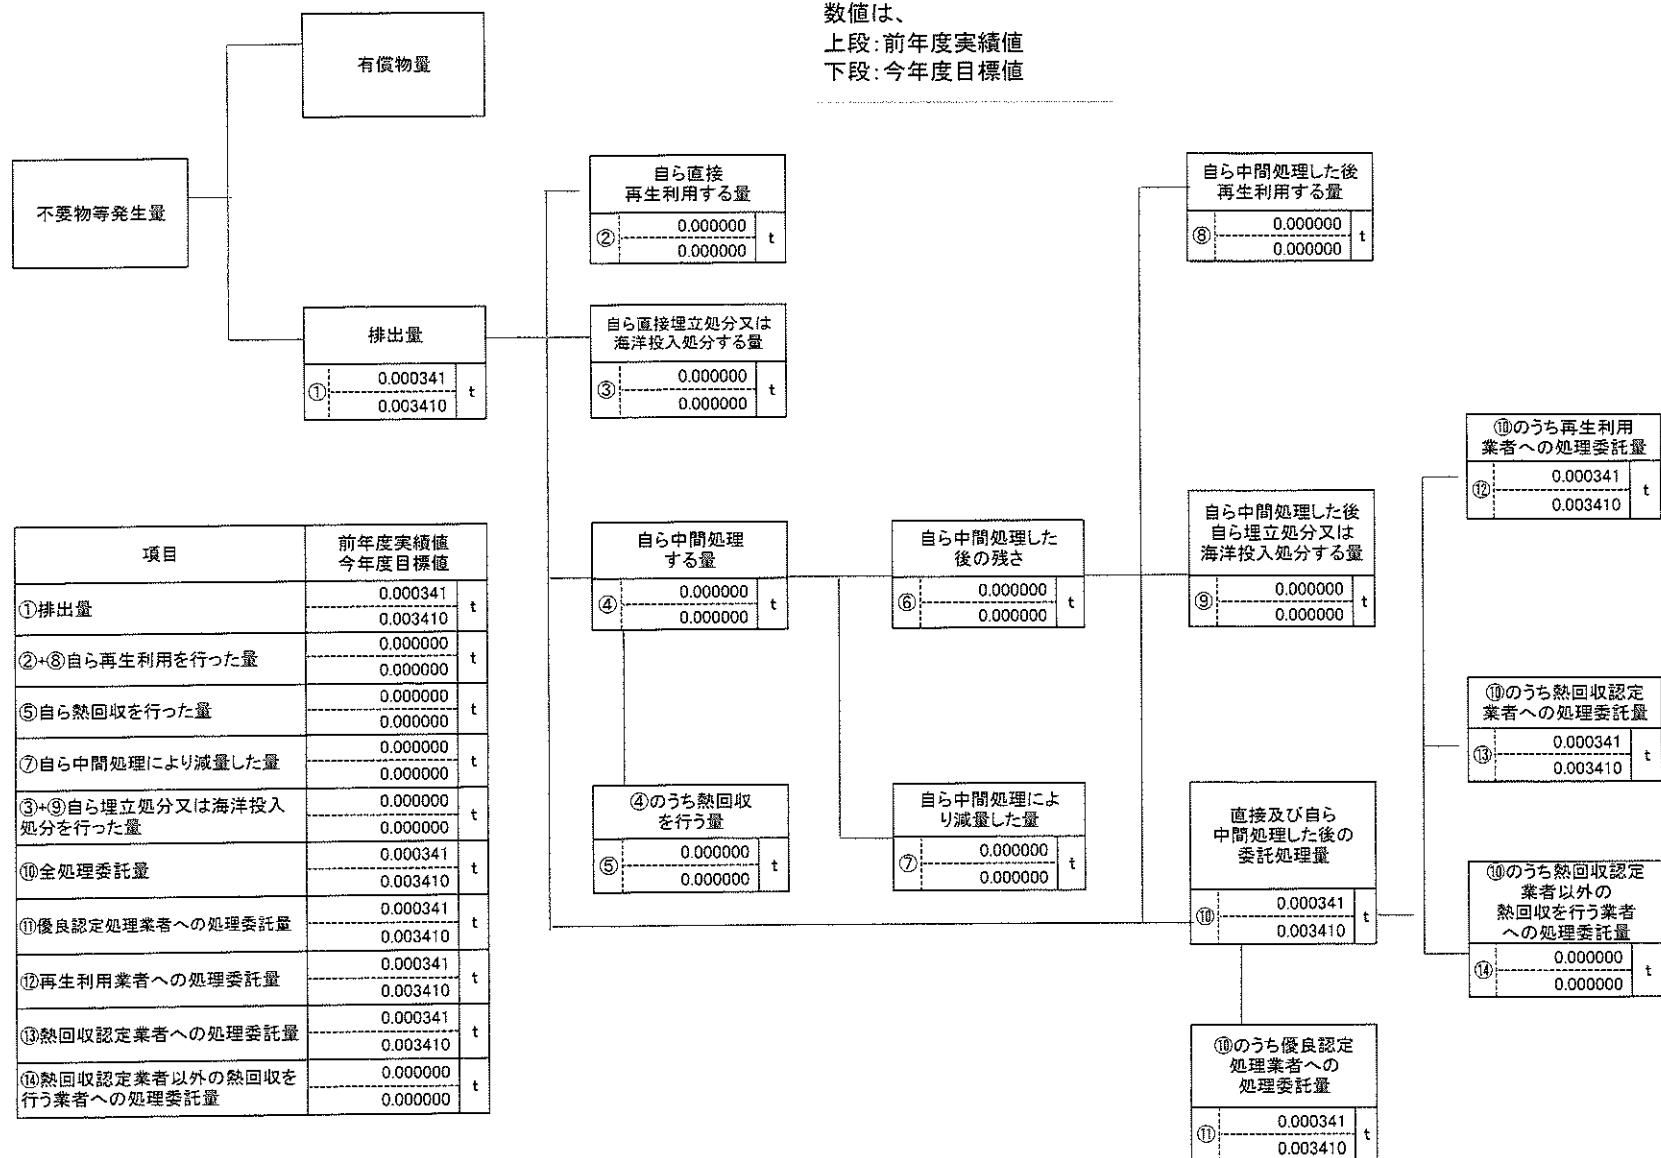 数値は、
上段:前年度実績値
下段:今年度目標値
有償物量
不要物等発生量
排出量
① 0.000341 t
0.003410
自ら直接
再生利用する量
② 0.000000 t
0.000000
自ら直接埋立処分又は
海洋投入処分する量
③ 0.000000 t
0.000000
自ら中間処理
する量
④ 0.000000 t
0.000000
④のうち熱回収
を行う量
⑤ 0.000000 t
0.000000
自ら中間処理した
後の残さ
⑥ 0.000000 t
0.000000
自ら中間処理によ
り減量した量
⑦ 0.000000 t
0.000000
自ら中間処理した後
再生利用する量
⑧ 0.000000 t
0.000000
自ら中間処理した後
自ら埋立処分又は
海洋投入処分する量
⑨ 0.000000 t
0.000000
直接及び自ら
中間処理した後の
委託処理量
⑩ 0.000341 t
0.003410
⑩のうち優良認定
処理業者への
処理委託量
⑪ 0.000341 t
0.003410
⑩のうち再生利用
業者への処理委託量
⑫ 0.000341 t
0.003410
⑩のうち熱回収認定
業者への処理委託量
⑬ 0.000341 t
0.003410
⑩のうち熱回収認定
業者以外の
熱回収を行う業者
への処理委託量
⑭ 0.000000 t
0.000000
項目 前年度実績値
今年度目標値
①排出量 0.000341 t
0.003410
②+⑧自ら再生利用を行った量 0.000000 t
0.000000
⑤自ら熱回収を行った量 0.000000 t
0.000000
⑦自ら中間処理により減量した量 0.000000 t
0.000000
③+⑨自ら埋立処分又は海洋投入 0.000000 t
処分を行った量 0.000000
⑩全処理委託量 0.000341 t
0.003410
⑪優良認定処理業者への処理委託量 0.000341 t
0.003410
⑫再生利用業者への処理委託量 0.000341 t
0.003410
⑬熱回収認定業者への処理委託量 0.000341 t
0.003410
⑭熱回収認定業者以外の熱回収を 0.000000 t
行う業者への処理委託量 0.000000